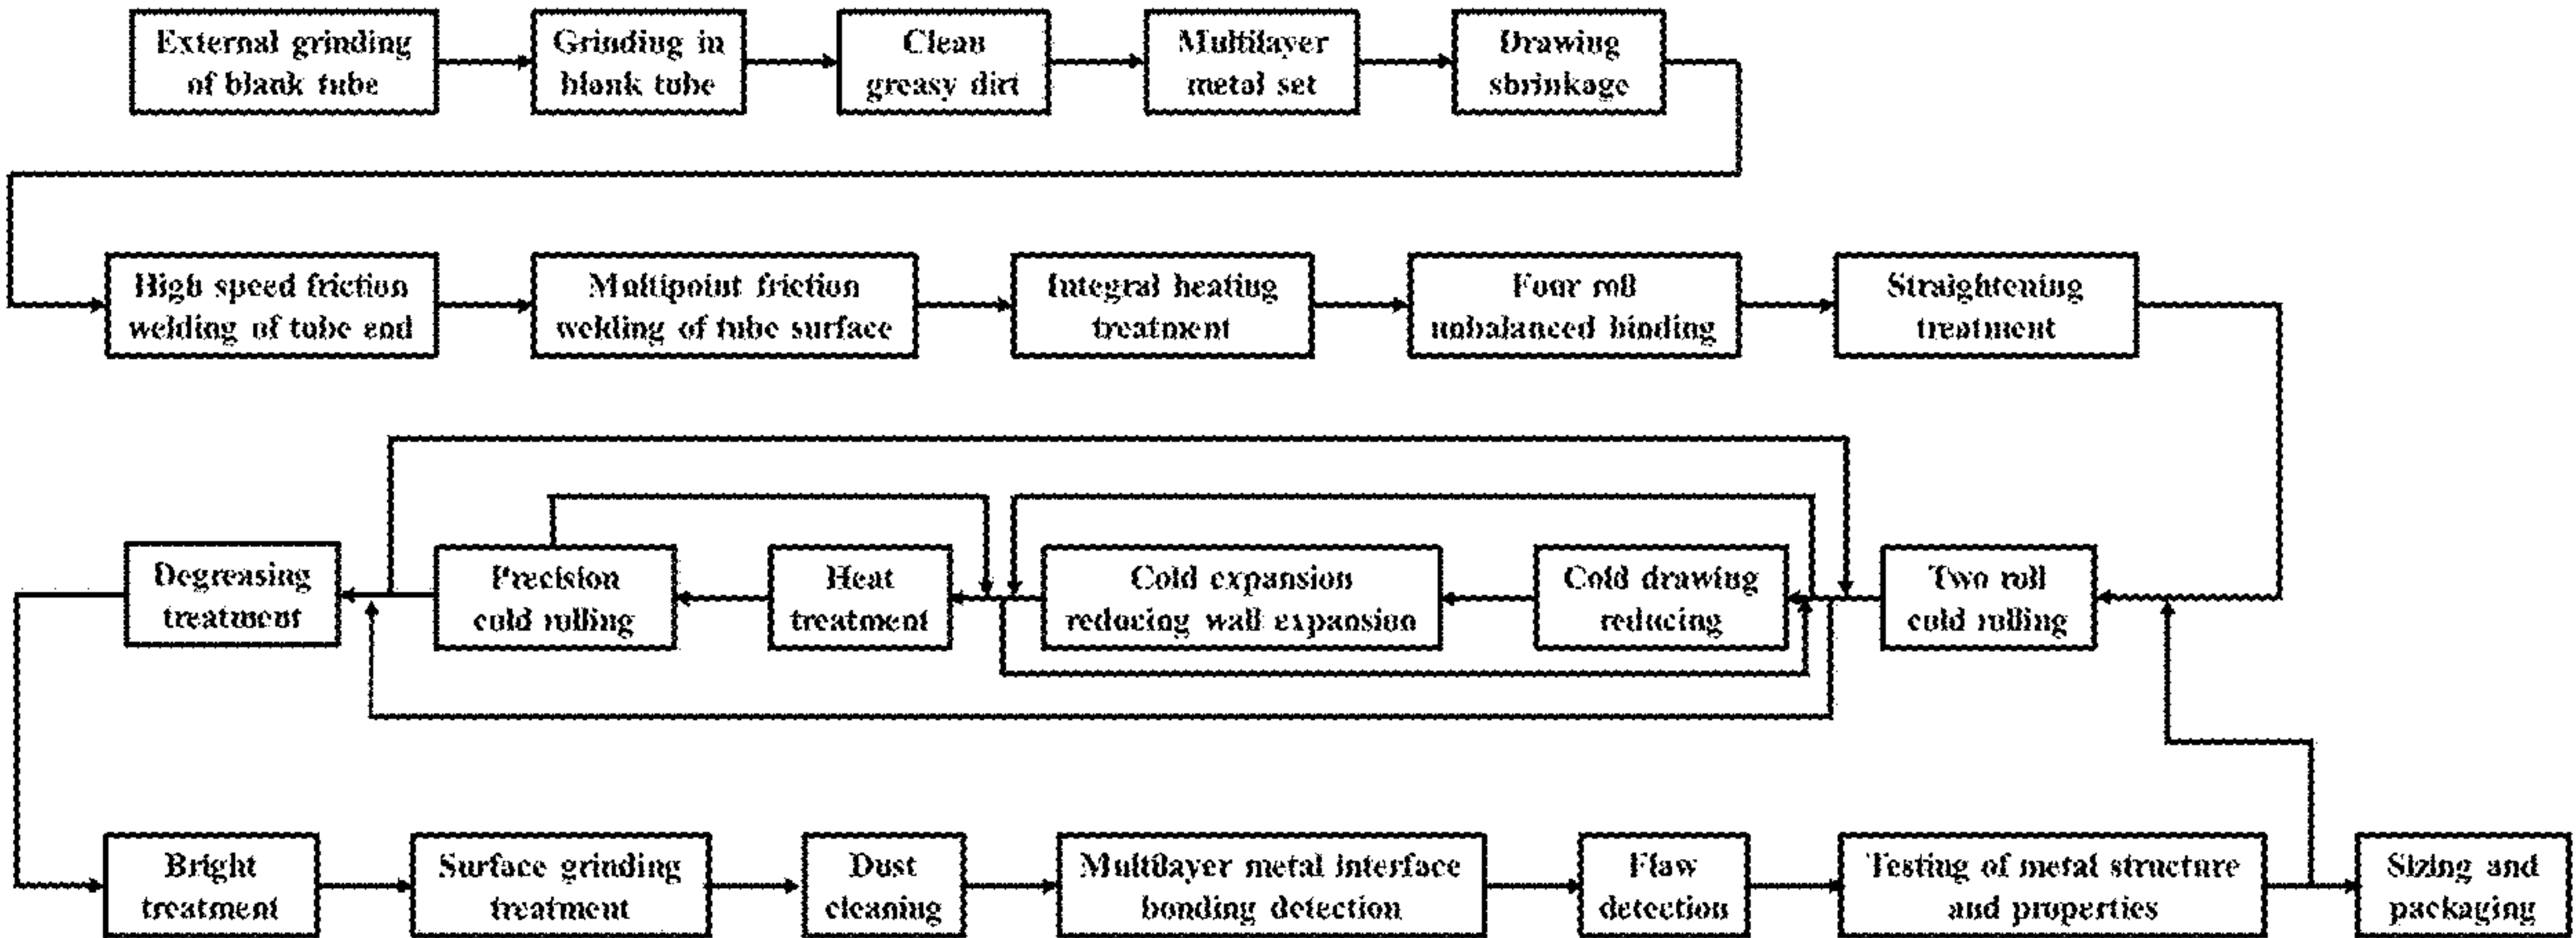 External grinding
of blank tube
Grinding in
blank tube
Clean
greasy dirt
Multilayer
metal set
Drawing
shrinkage
High speed friction
welding of tube end
Multipoint friction
welding of tube surface
Integral heating
treatment
Four roll
unbalanced binding
Straightening
treatment
Degreasing
treatment
Precision
cold rolling
Heat
treatment
Cold expansion
reducing wall expansion
Cold drawing
reducing
Two roll
cold rolling
Bright
treatment
Surface grinding
treatment
Dust
cleaning
Multilayer metal interface
bonding detection
Flaw
detection
Testing of metal structure
and properties
Sizing and
packaging